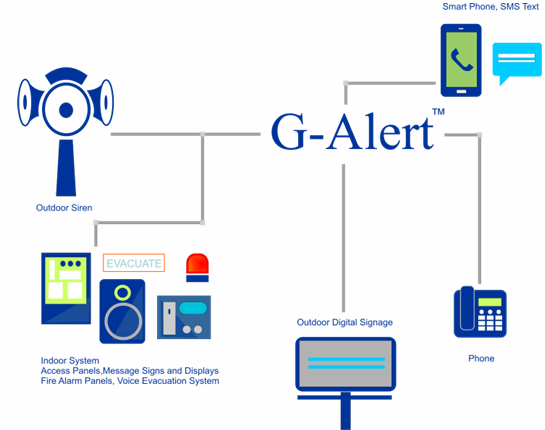 Smart Phone, SMS Text
G-Alert™
Outdoor Siren
EVACUATE
Indoor System
Access Panels,Message Signs and Displays
Fire Alarm Panels, Voice Evacuation System
Outdoor Digital Signage
Phone